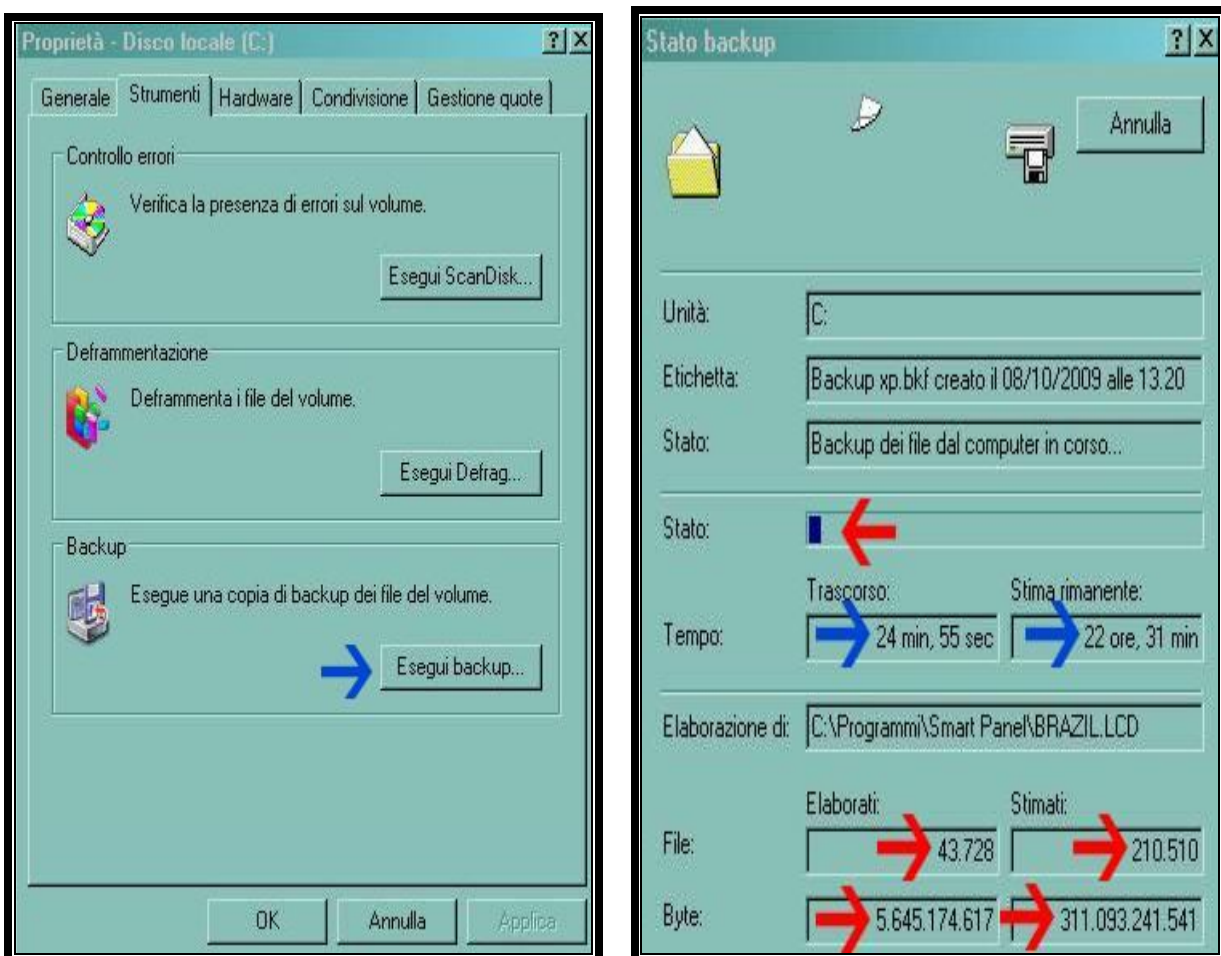 Proprietà - Disco locale (C:)
Generale Strumenti Hardware Condivisione Gestione quote
Controllo errori
Verifica la presenza di errori sul volume.
Esegui ScanDisk...
Deframmentazione
Deframmenta i file del volume.
Esegui Defrag...
Backup
Esegue una copia di backup dei file del volume.
Esegui backup...
OK Annulla Applica
Stato backup
Annulla
Unità: C:
Etichetta: Backup xp.bkf creato il 08/10/2009 alle 13.20
Stato: Backup dei file dal computer in corso...
Stato:
Trascorso: Stima rimanente:
Tempo: 24 min, 55 sec 22 ore, 31 min
Elaborazione di: C:\Programmi\Smart Panel\BRAZIL.LCD
Elaborati: Stimati:
File: 43.728 210.510
Byte: 5.645.174.617 311.093.241.541